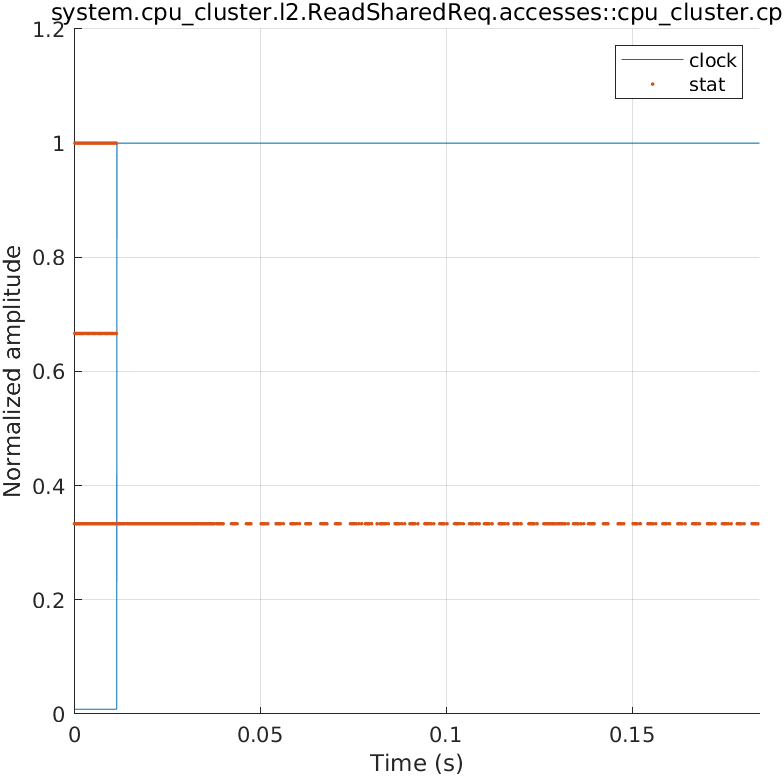 system.cpu_cluster.l2.ReadSharedReq.accesses::cpu_cluster.cp
1.2
1
0.8
0.6
0.4
0.2
0
Normalized amplitude
clock
stat
0
0.05
0.1
0.15
Time (s)